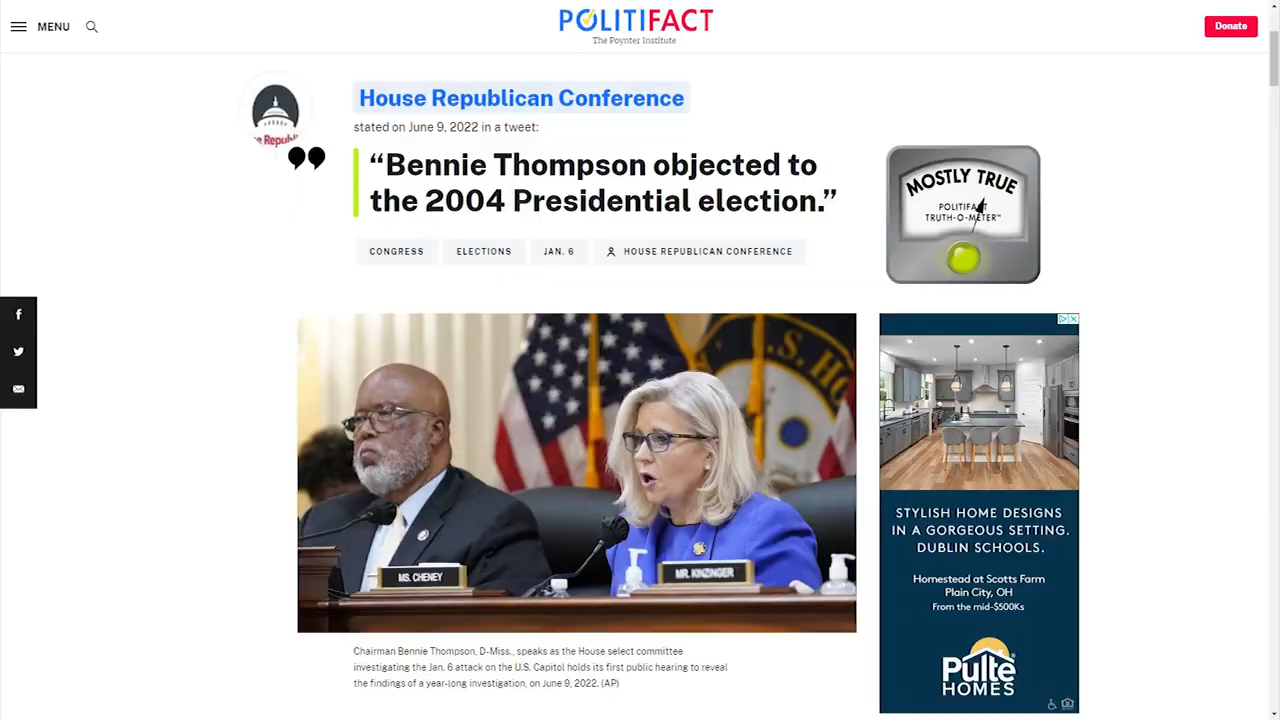 MENU
POLITIFACT
The Poynter Institute
Donate
House Republican Conference
stated on June 9, 2022 in a tweet:
“Bennie Thompson objected to
the 2004 Presidential election.”
MOSTLY TRUE
POLITIFACT
TRUTH-O-METER™
CONGRESS
ELECTIONS
JAN. 6
HOUSE REPUBLICAN CONFERENCE
MS. CHENEY
MR. KINZINGER
STYLISH HOME DESIGNS
IN A GORGEOUS SETTING.
DUBLIN SCHOOLS.
Homestead at Scotts Farm
Plain City, OH
From the mid-$500Ks
Pulte
HOMES
Chairman Bennie Thompson, D-Miss., speaks as the House select committee
investigating the Jan. 6 attack on the U.S. Capitol holds its first public hearing to reveal
the findings of a year-long investigation, on June 9, 2022. (AP)